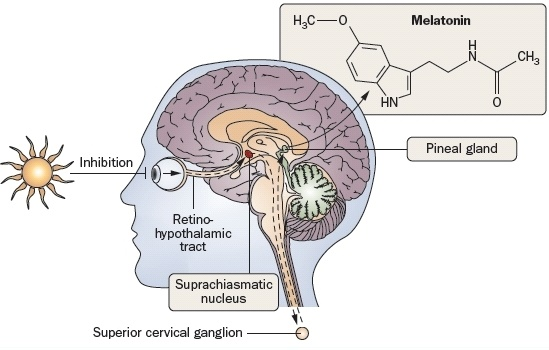 Melatonin
H₃C
O
H
N
CH₃
O
HN
Inhibition
Pineal gland
Retino-
hypothalamic
tract
Suprachiasmatic
nucleus
Superior cervical ganglion